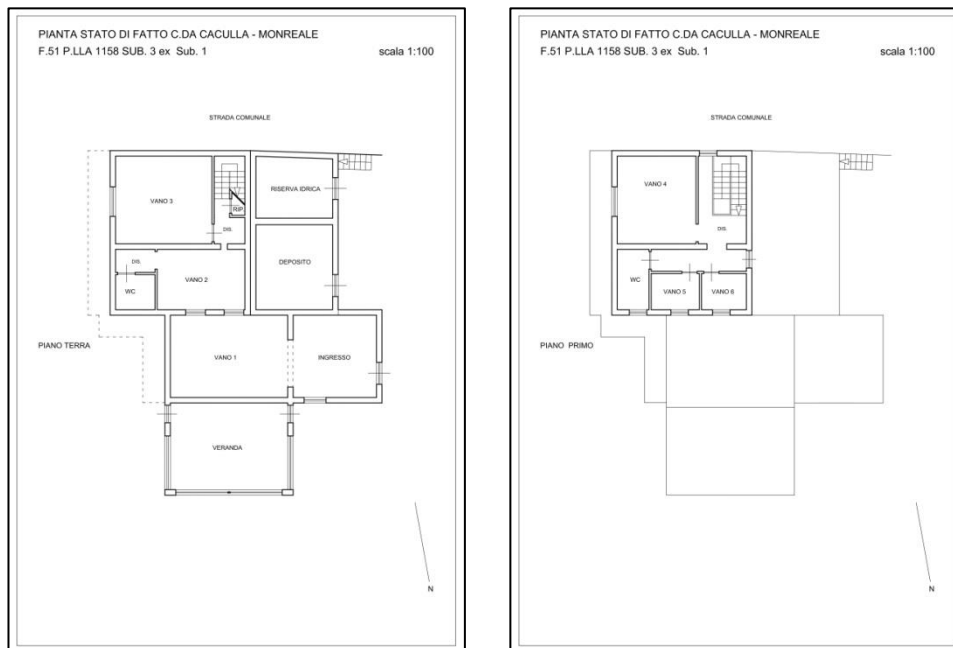 PIANTA STATO DI FATTO C.DA CACULLA - MONREALE
F.51 P.LLA 1158 SUB. 3 ex Sub. 1 scala 1:100
STRADA COMUNALE
VANO 3
RIP.
RISERVA IDRICA
DIS.
DIS.
DEPOSITO
VANO 2
WC
PIANO TERRA
VANO 1
INGRESSO
VERANDA
N
PIANTA STATO DI FATTO C.DA CACULLA - MONREALE
F.51 P.LLA 1158 SUB. 3 ex Sub. 1 scala 1:100
STRADA COMUNALE
VANO 4
DIS.
WC
VANO 5
VANO 6
PIANO PRIMO
N